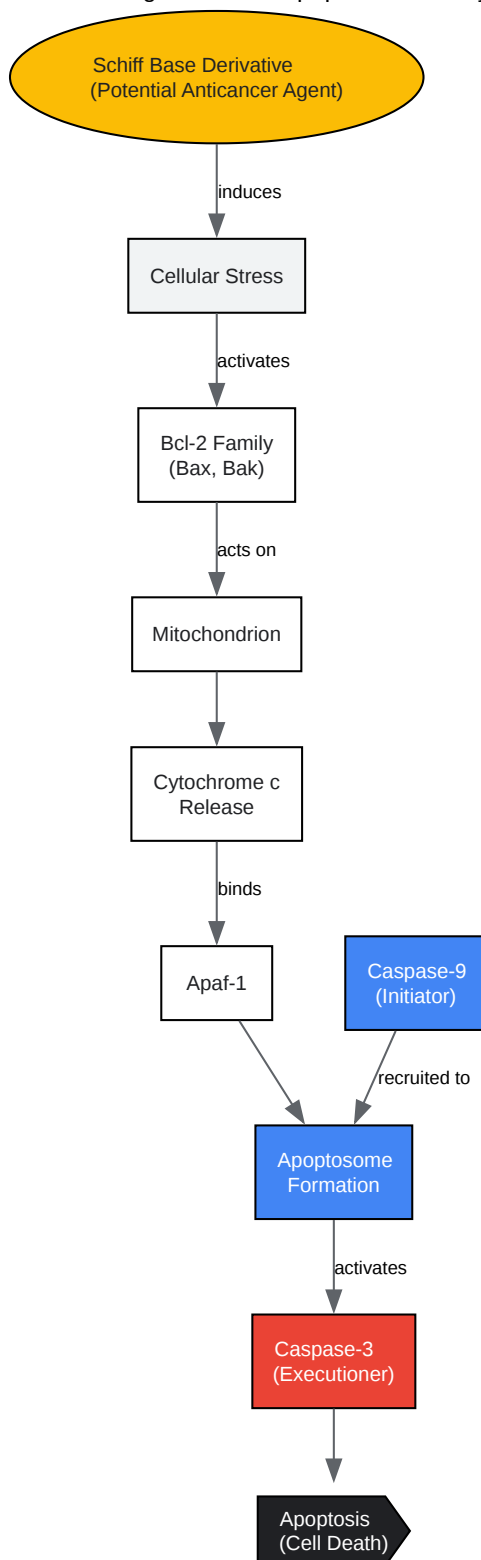 Schiff Base Derivative
(Potential Anticancer Agent)
induces
Cellular Stress
activates
Bcl-2 Family
(Bax, Bak)
acts on
Mitochondrion
Cytochrome c
Release
binds
Apaf-1
Caspase-9
(Initiator)
recruited to
Apoptosome
Formation
activates
Caspase-3
(Executioner)
Apoptosis
(Cell Death)